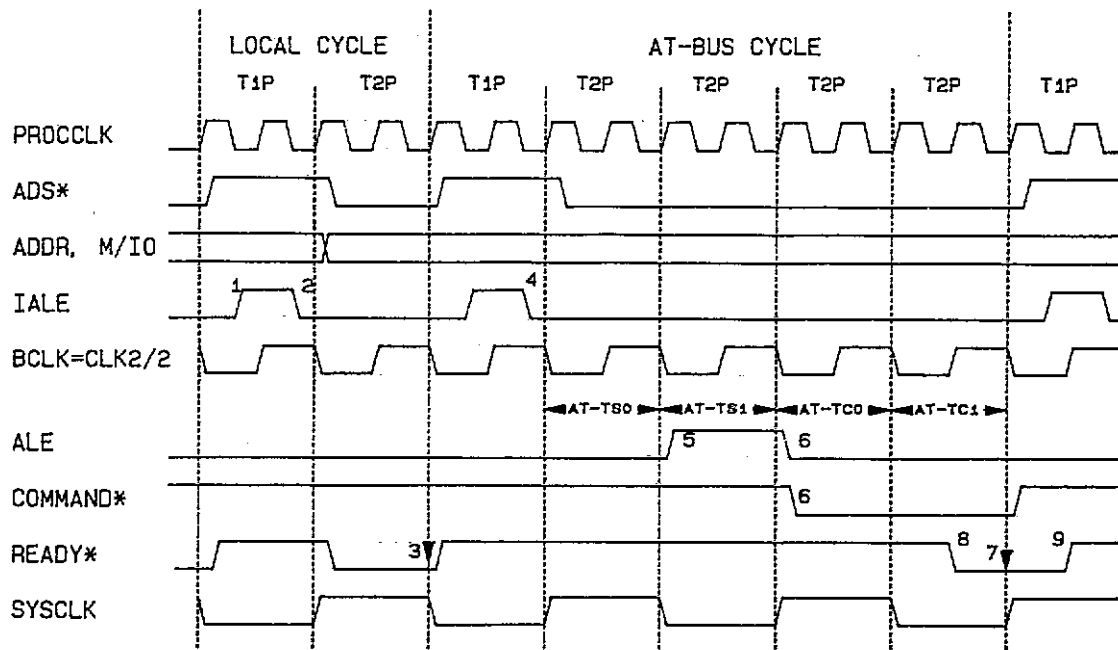 LOCAL CYCLE AT-BUS CYCLE
T1P T2P T1P T2P T2P T2P T2P T1P
PROCCLK
ADS*
ADDR, M/IO
IALE 1 2 4
BCLK=CLK2/2
AT-TS0 AT-TS1 AT-TC0 AT-TC1
ALE 5 6
COMMAND* 6
READY* 3 8 7 9
SYSCLK